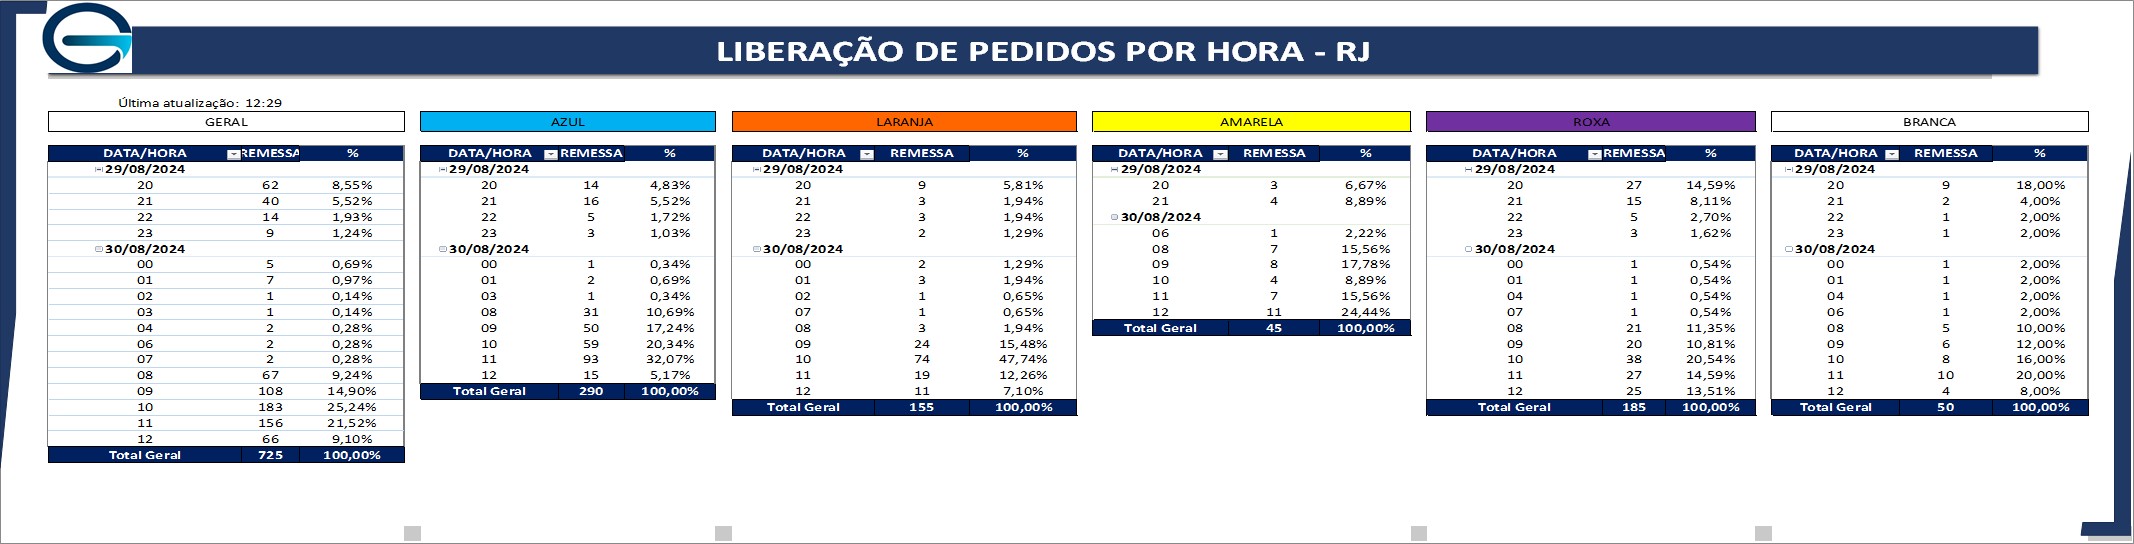 LIBERAÇÃO DE PEDIDOS POR HORA - RJ
Última atualização: 12:29
GERAL
DATA/HORA REMESSA %
29/08/2024
20 62 8,55%
21 40 5,52%
22 14 1,93%
23 9 1,24%
30/08/2024
00 5 0,69%
01 7 0,97%
02 1 0,14%
03 1 0,14%
04 2 0,28%
06 2 0,28%
07 2 0,28%
08 67 9,24%
09 108 14,90%
10 183 25,24%
11 156 21,52%
12 66 9,10%
Total Geral 725 100,00%
AZUL
DATA/HORA REMESSA %
29/08/2024
20 14 4,83%
21 16 5,52%
22 5 1,72%
23 3 1,03%
30/08/2024
00 1 0,34%
01 2 0,69%
03 1 0,34%
08 31 10,69%
09 50 17,24%
10 59 20,34%
11 93 32,07%
12 15 5,17%
Total Geral 290 100,00%
LARANJA
DATA/HORA REMESSA %
29/08/2024
20 9 5,81%
21 3 1,94%
22 3 1,94%
23 2 1,29%
30/08/2024
00 2 1,29%
01 3 1,94%
02 1 0,65%
07 1 0,65%
08 3 1,94%
09 24 15,48%
10 74 47,74%
11 19 12,26%
12 11 7,10%
Total Geral 155 100,00%
AMARELA
DATA/HORA REMESSA %
29/08/2024
20 3 6,67%
21 4 8,89%
30/08/2024
06 1 2,22%
08 7 15,56%
09 8 17,78%
10 4 8,89%
11 7 15,56%
12 11 24,44%
Total Geral 45 100,00%
ROXA
DATA/HORA REMESSA %
29/08/2024
20 27 14,59%
21 15 8,11%
22 5 2,70%
23 3 1,62%
30/08/2024
00 1 0,54%
01 1 0,54%
04 1 0,54%
07 1 0,54%
08 21 11,35%
09 20 10,81%
10 38 20,54%
11 27 14,59%
12 25 13,51%
Total Geral 185 100,00%
BRANCA
DATA/HORA REMESSA %
29/08/2024
20 9 18,00%
21 2 4,00%
22 1 2,00%
23 1 2,00%
30/08/2024
00 1 2,00%
01 1 2,00%
04 1 2,00%
06 1 2,00%
08 5 10,00%
09 6 12,00%
10 8 16,00%
11 10 20,00%
12 4 8,00%
Total Geral 50 100,00%